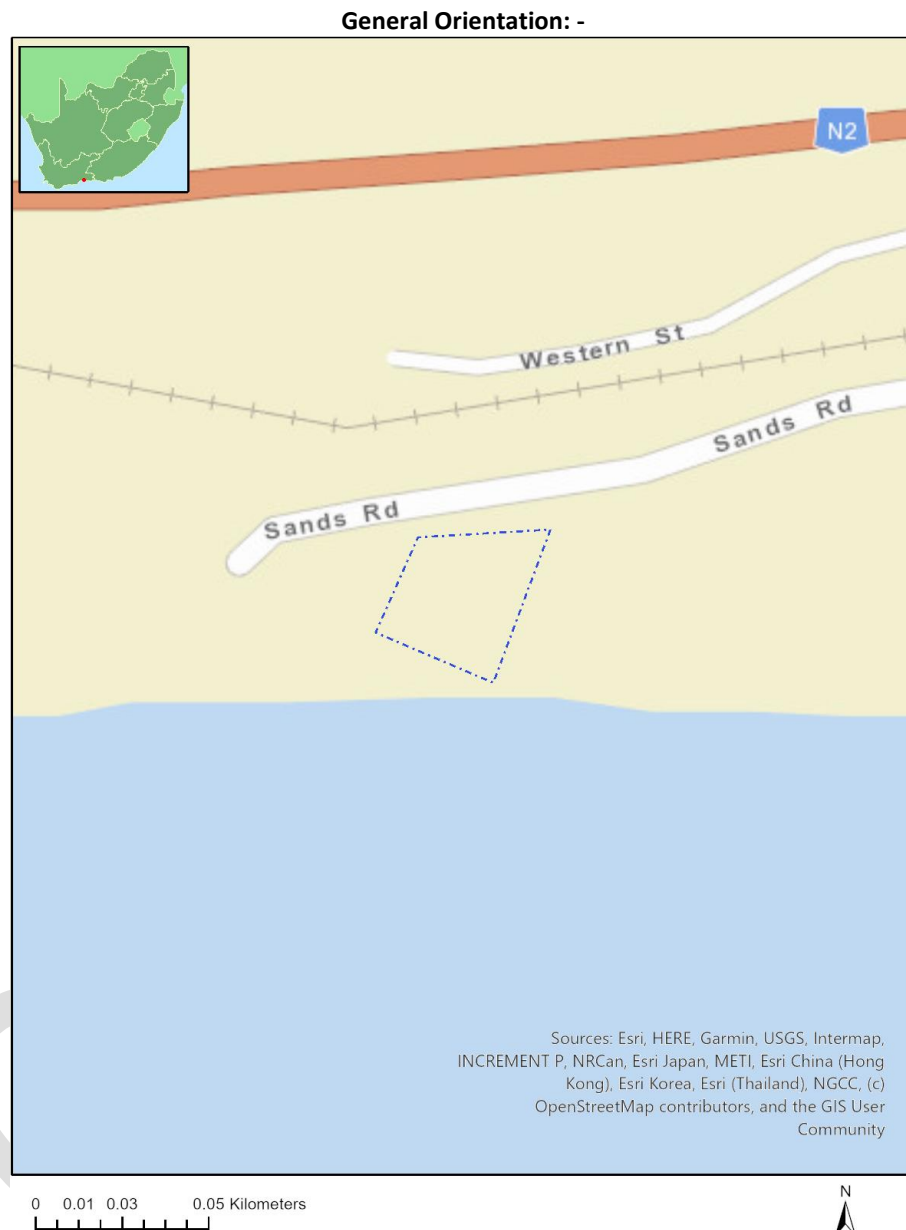 General Orientation: -
N2
Western St
Sands Rd
Sands Rd
Sources: Esri, HERE, Garmin, USGS, Intermap,
INCREMENT P, NRCan, Esri Japan, METI, Esri China (Hong
Kong), Esri Korea, Esri (Thailand), NGCC, (c)
OpenStreetMap contributors, and the GIS User
Community
0 0.01 0.03 0.05 Kilometers
N